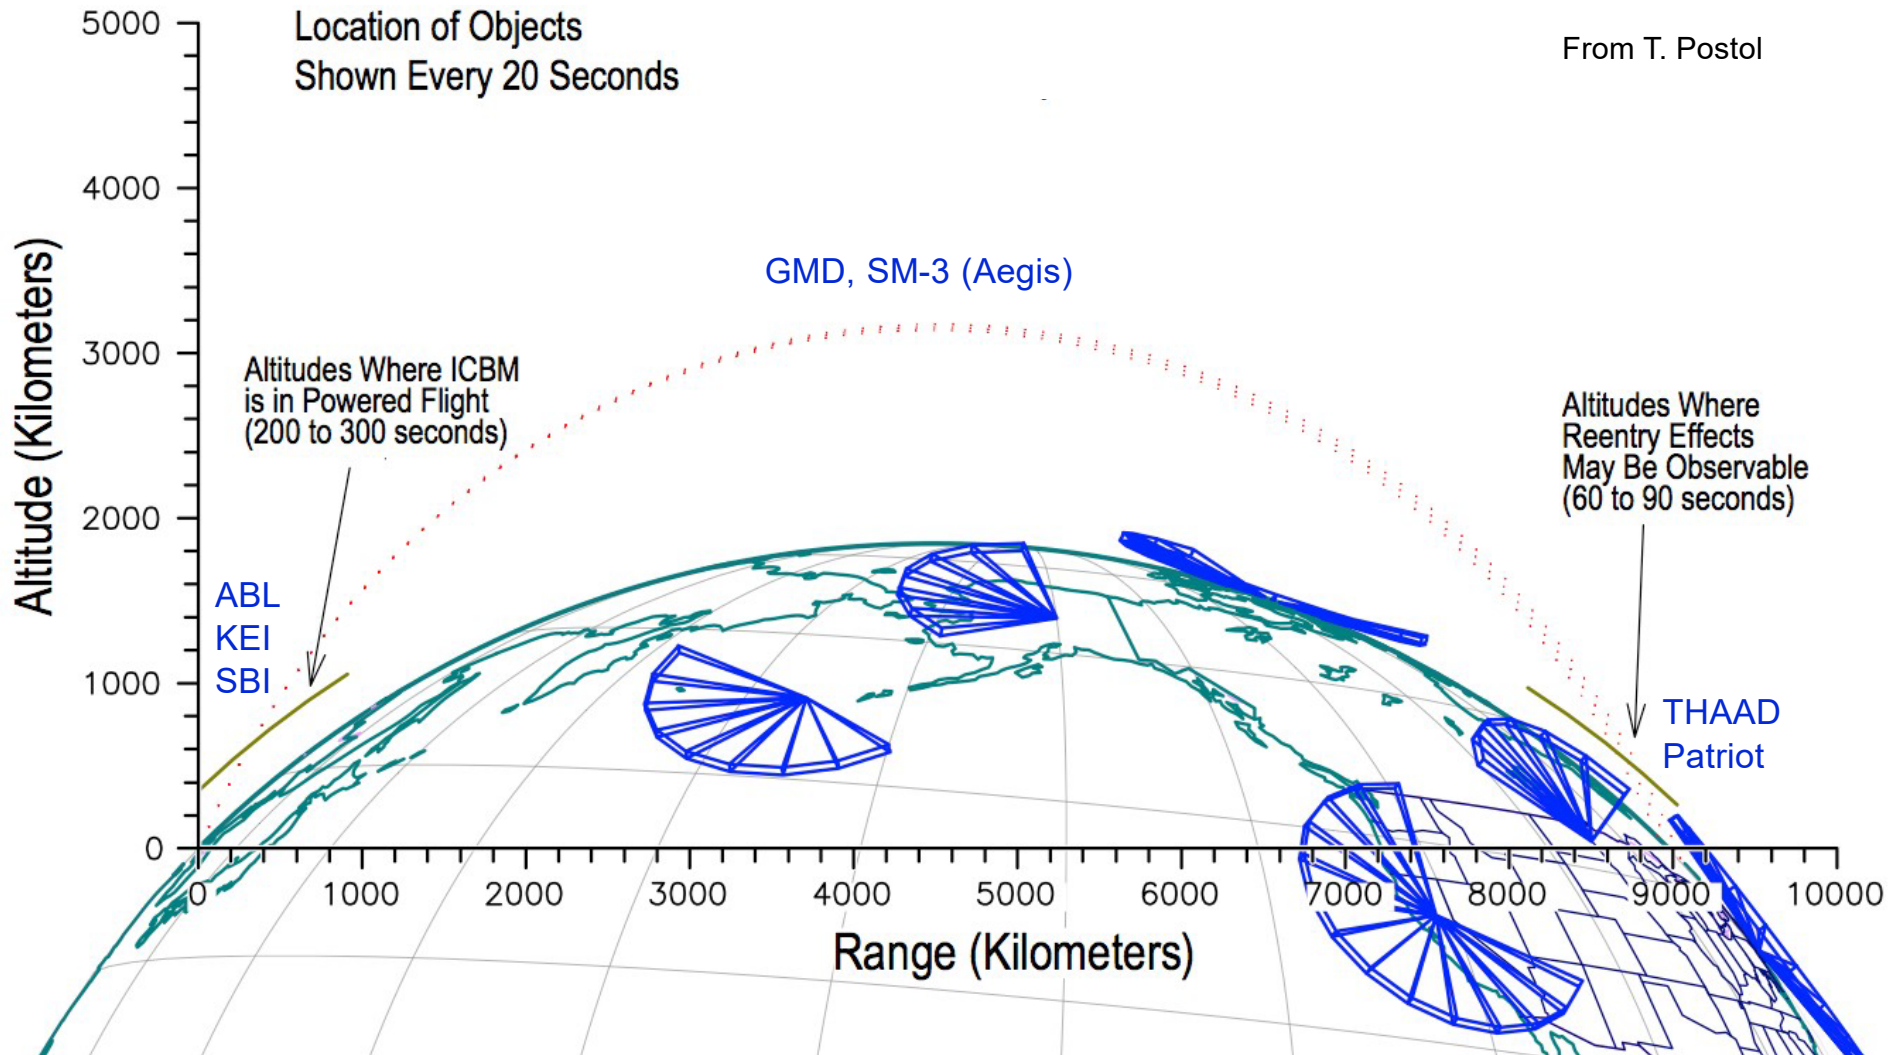 Location of Objects
Shown Every 20 Seconds
From T. Postol
5000
4000
3000
2000
1000
0
Altitude (Kilometers)
GMD, SM-3 (Aegis)
Altitudes Where ICBM
is in Powered Flight
(200 to 300 seconds)
Altitudes Where
Reentry Effects
May Be Observable
(60 to 90 seconds)
ABL
KEI
SBI
THAAD
Patriot
0 1000 2000 3000 4000 5000 6000 7000 8000 9000 10000
Range (Kilometers)